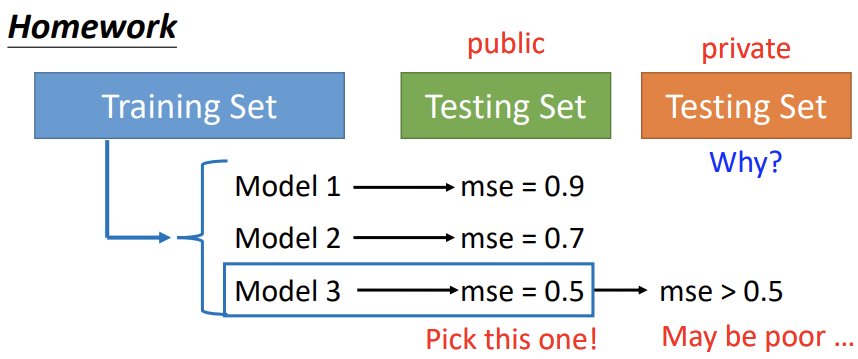 Homework
public
private
Training Set
Testing Set
Testing Set
Why?
Model 1
mse = 0.9
Model 2
mse = 0.7
Model 3
mse = 0.5
mse > 0.5
Pick this one!
May be poor ...